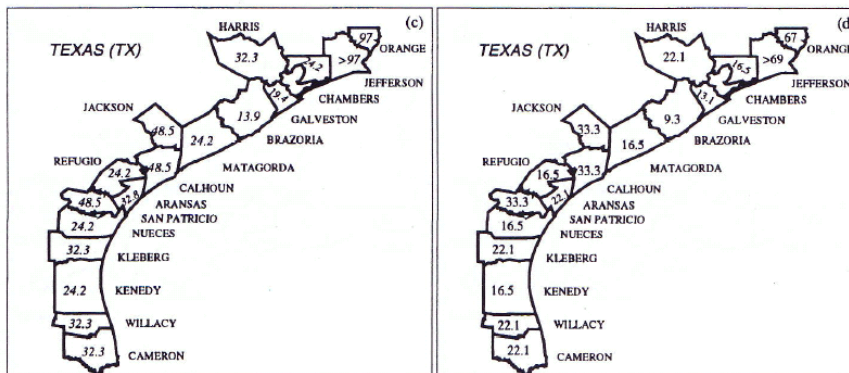 (c)
HARRIS
TEXAS (TX)
97
ORANGE
32.3
24.2
>97
JEFFERSON
19.4
CHAMBERS
JACKSON
13.9
GALVESTON
48.5
24.2
BRAZORIA
REFUGIO
24.2
48.5
MATAGORDA
32.8
CALHOUN
48.5
ARANSAS
SAN PATRICIO
24.2
NUECES
32.3
KLEBERG
24.2
KENEDY
32.3
WILLACY
32.3
CAMERON
(d
HARRIS
TEXAS (TX)
67
ORANGE
22.1
16.5
>69
JEFFERSON
13.1
CHAMBERS
JACKSON
9.3
GALVESTON
33.3
16.5
BRAZORIA
REFUGIO
16.5
33.3
MATAGORDA
22.1
CALHOUN
33.3
ARANSAS
SAN PATRICIO
16.5
NUECES
22.1
KLEBERG
16.5
KENEDY
22.1
WILLACY
22.1
CAMERON